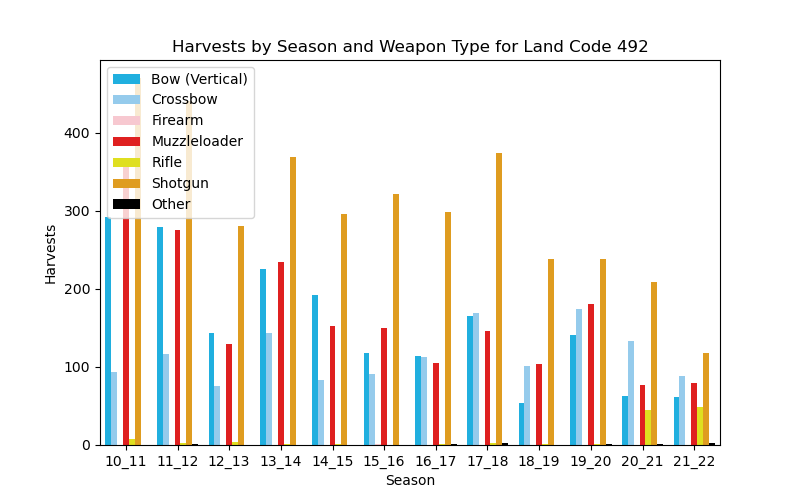 Harvests by Season and Weapon Type for Land Code 492
Bow (Vertical)
Crossbow
Firearm
Muzzleloader
Rifle
Shotgun
Other
Harvests
400
300
200
100
0
10_11 11_12 12_13 13_14 14_15 15_16 16_17 17_18 18_19 19_20 20_21 21_22
Season